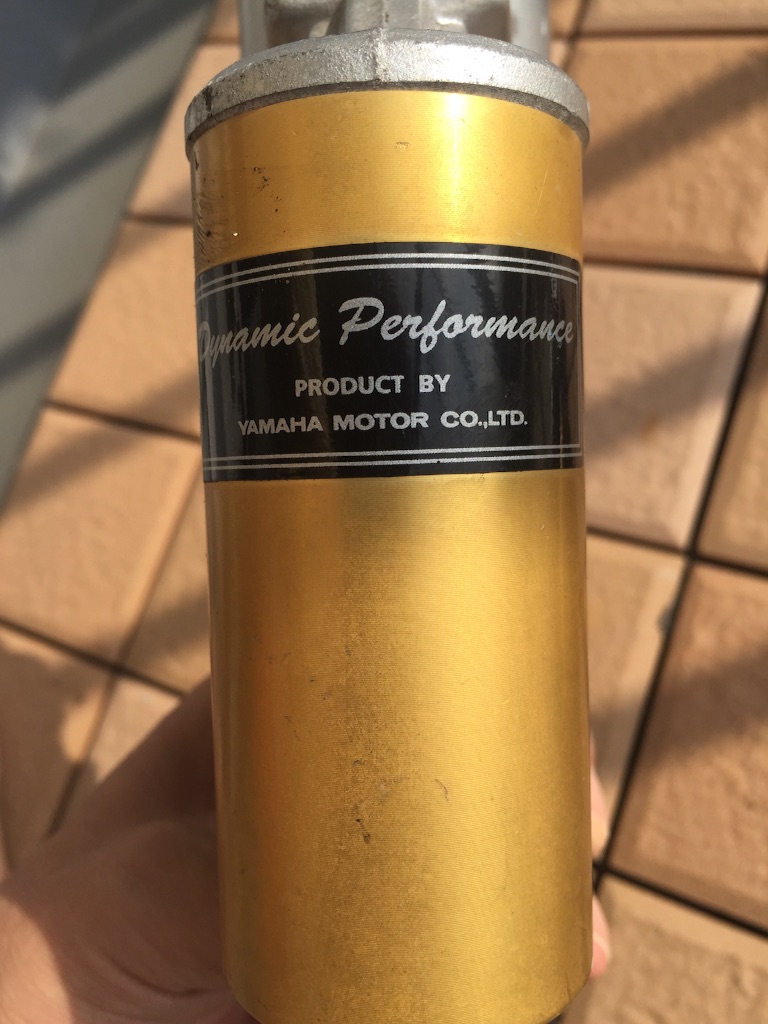 Dynamic Performance
PRODUCT BY
YAMAHA MOTOR CO.,LTD.